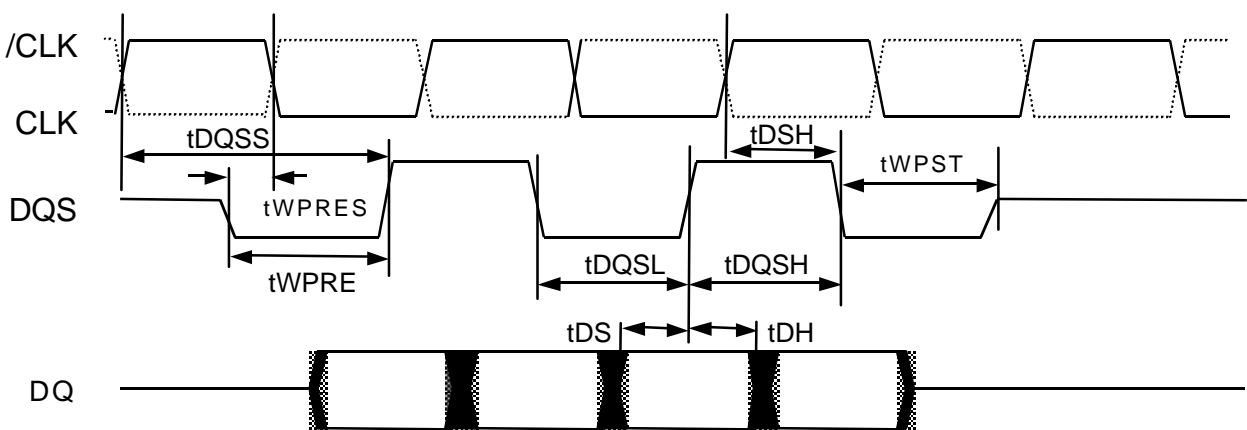 /CLK
CLK
tDQSS
tDSH
tWPST
tWPRES
DQS
tWPRE
tDQSL
tDQSH
tDS
tDH
DQ